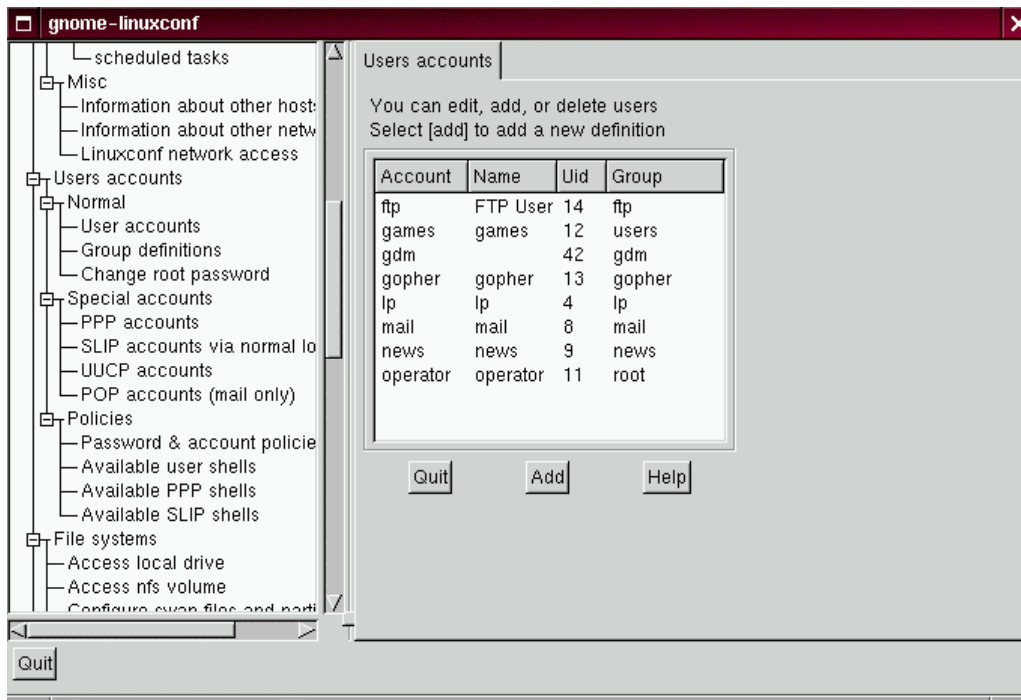 gnome-linuxconf
scheduled tasks
Misc
Information about other host
Information about other netw
Linuxconf network access
Users accounts
Normal
User accounts
Group definitions
Change root password
Special accounts
PPP accounts
SLIP accounts via normal lo
UUCP accounts
POP accounts (mail only)
Policies
Password & account policie
Available user shells
Available PPP shells
Available SLIP shells
File systems
Access local drive
Access nfs volume
Configure swap files and parti
Quit
Users accounts
You can edit, add, or delete users
Select [add] to add a new definition
Account Name Uid Group
ftp FTP User 14 ftp
games games 12 users
gdm 42 gdm
gopher gopher 13 gopher
lp lp 4 lp
mail mail 8 mail
news news 9 news
operator operator 11 root
Quit Add Help